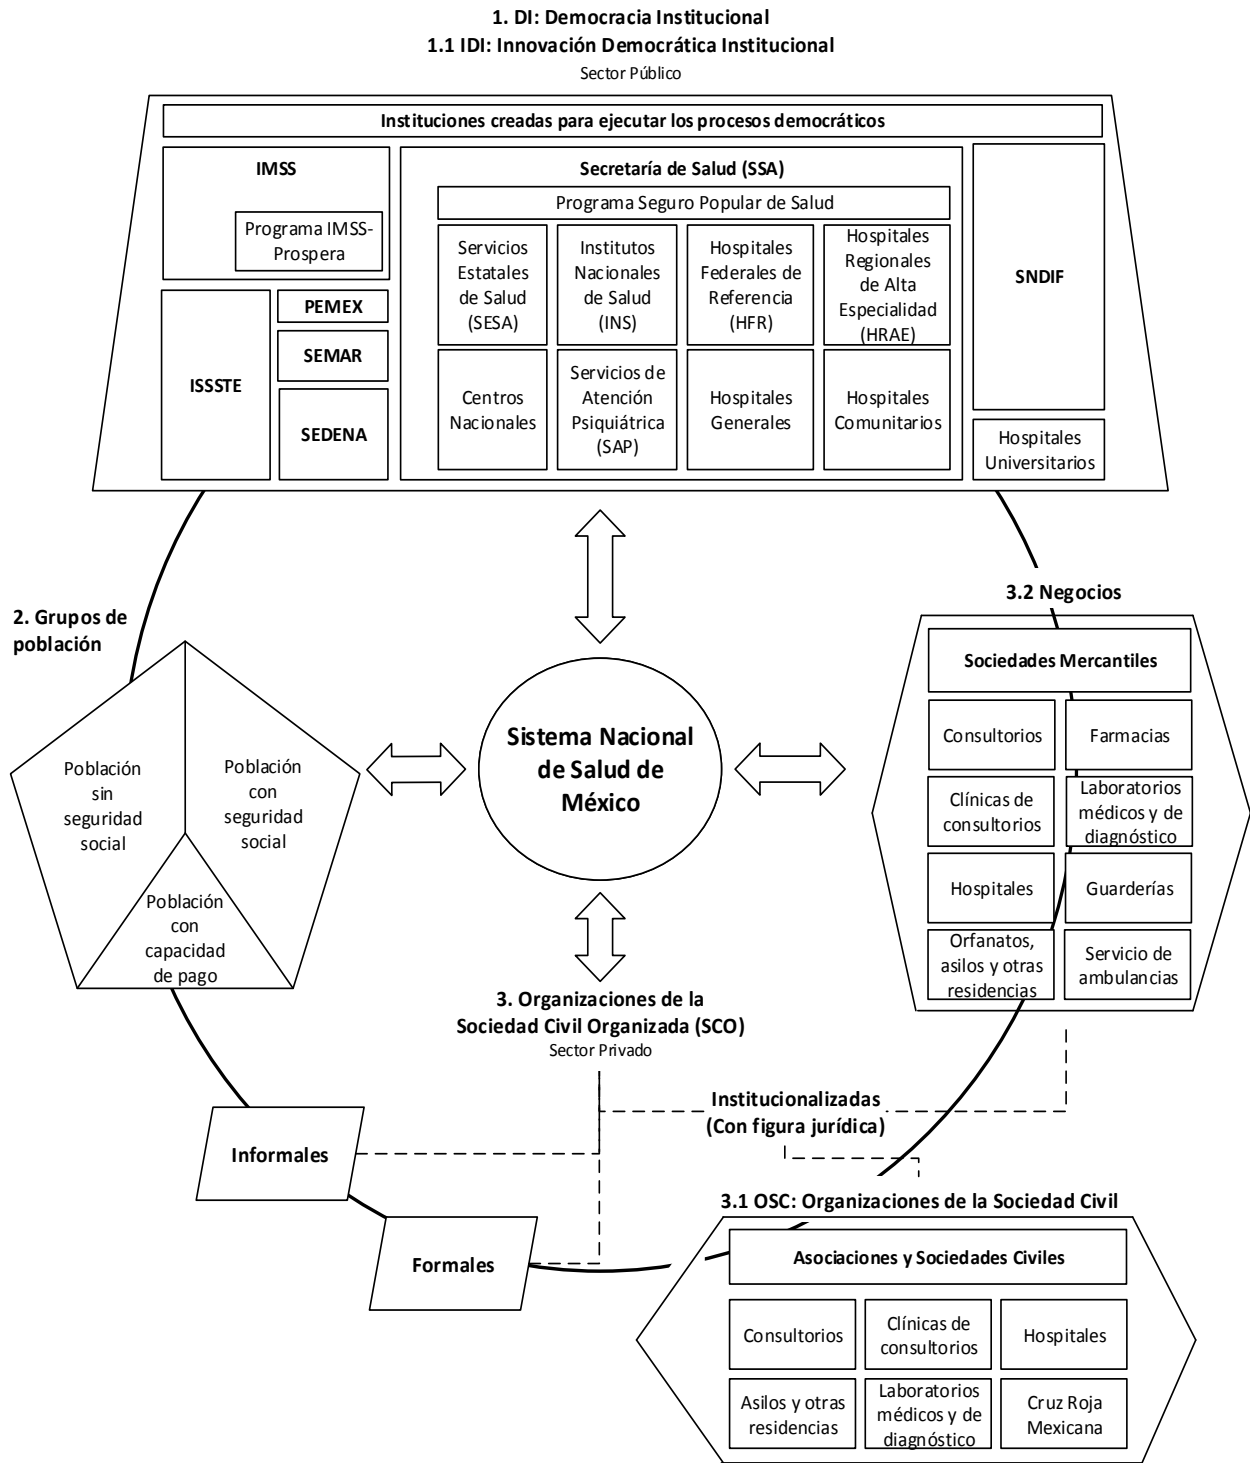 1. DI: Democracia Institucional
1.1 IDI: Innovación Democrática Institucional
Sector Público
Instituciones creadas para ejecutar los procesos democráticos
IMSS
Programa IMSS-
Prospera
ISSSTE
PEMEX
SEMAR
SEDENA
Secretaría de Salud (SSA)
Programa Seguro Popular de Salud
Servicios
Estatales
de Salud
(SESA)
Institutos
Nacionales
de Salud
(INS)
Hospitales
Federales de
Referencia
(HFR)
Hospitales
Regionales
de Alta
Especialidad
(HRAE)
Centros
Nacionales
Servicios de
Atención
Psiquiátrica
(SAP)
Hospitales
Generales
Hospitales
Comunitarios
SNDIF
Hospitales
Universitarios
2. Grupos de
población
Población
sin
seguridad
social
Población
con
seguridad
social
Población
con
capacidad
de pago
Sistema Nacional
de Salud de
México
3.2 Negocios
Sociedades Mercantiles
Consultorios
Farmacias
Clínicas de
consultorios
Laboratorios
médicos y de
diagnóstico
Hospitales
Guarderías
Orfanatos,
asilos y otras
residencias
Servicio de
ambulancias
3. Organizaciones de la
Sociedad Civil Organizada (SCO)
Sector Privado
Institucionalizadas
(Con figura jurídica)
Informales
Formales
3.1 OSC: Organizaciones de la Sociedad Civil
Asociaciones y Sociedades Civiles
Consultorios
Clínicas de
consultorios
Hospitales
Asilos y otras
residencias
Laboratorios
médicos y de
diagnóstico
Cruz Roja
Mexicana